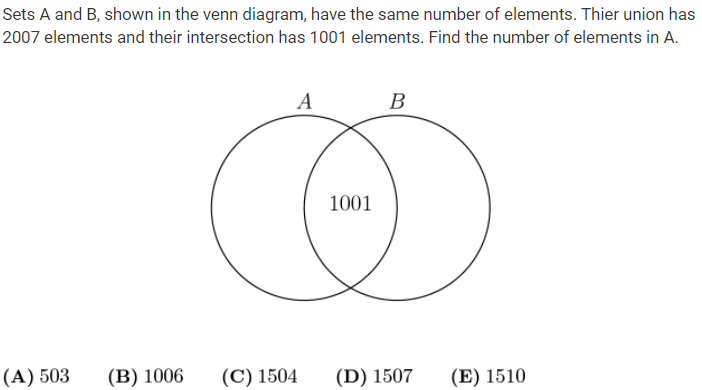 Sets A and B, shown in the venn diagram, have the same number of elements. Thier union has
2007 elements and their intersection has 1001 elements. Find the number of elements in A.
A B
1001
(A) 503 (B) 1006 (C) 1504 (D) 1507 (E) 1510